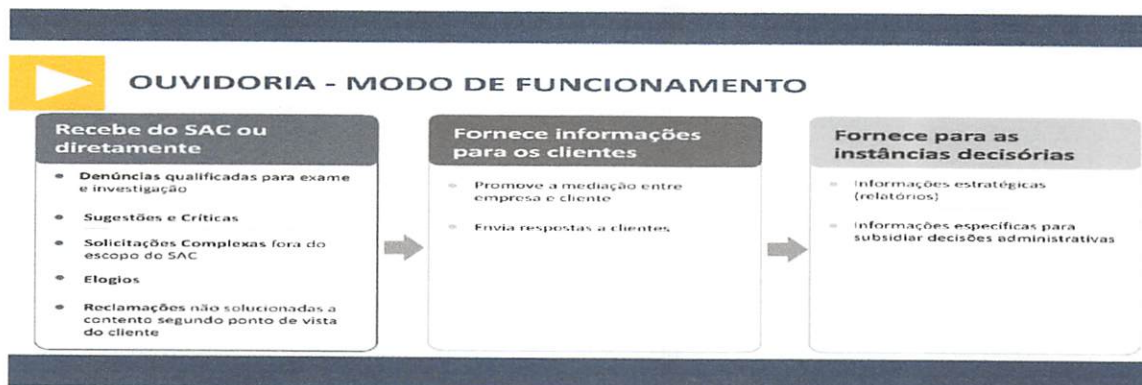 OUVIDORIA - MODO DE FUNCIONAMENTO
Recebe do SAC ou
diretamente
• Denúncias qualificadas para exame
e investigação
• Sugestões e Críticas
• Solicitações Complexas fora do
escopo do SAC
• Elogios
• Reclamações não solucionadas a
contento segundo ponto de vista
do cliente
Fornece informações
para os clientes
• Promove a mediação entre
empresa e cliente
• Envia respostas a clientes
Fornece para as
instâncias decisórias
• Informações estratégicas
(relatórios)
• Informações específicas para
subsidiar decisões administrativas